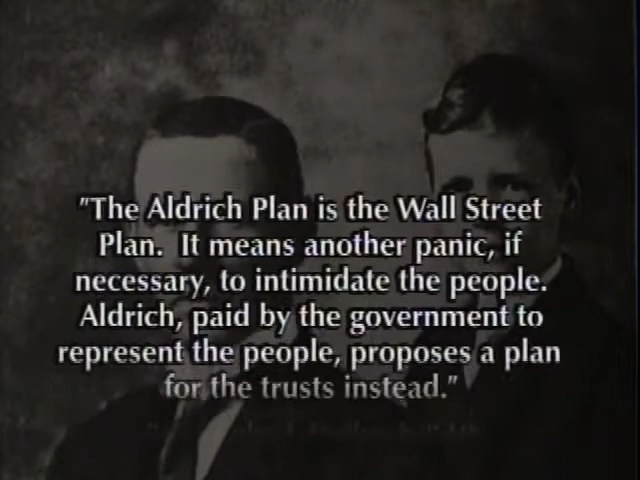 "The Aldrich Plan is the Wall Street
Plan.  It means another panic, if
necessary, to intimidate the people.
Aldrich, paid by the government to
represent the people, proposes a plan
for the trusts instead."